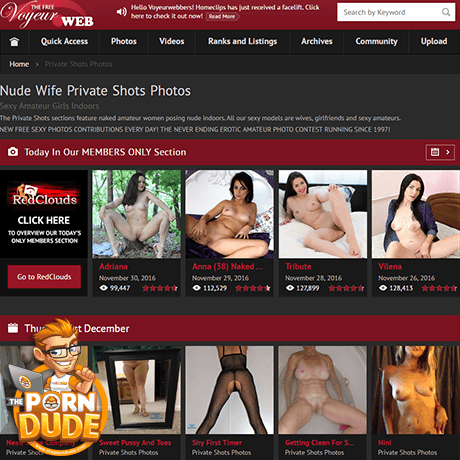 THE FREE
Voyeur WEB
Hello Voyeurwebbers! Homeclips has just received a facelift. Click
here to check it out now! Read More
Search by Keyword
Quick Access Photos Videos Ranks and Listings Archives Community Upload
Home › Private Shots Photos
Nude Wife Private Shots Photos
Sexy Amateur Girls Indoors
The Private Shots sections feature naked amateur women posing nude indoors. All our sexy models are wives, girlfriends and sexy amateurs.
NEW FREE SEXY PHOTOS CONTRIBUTIONS EVERY DAY! THE NEVER ENDING EROTIC AMATEUR PHOTO CONTEST RUNNING SINCE 1997!
Today In Our MEMBERS ONLY Section
RedClouds
CLICK HERE
TO OVERVIEW OUR TODAY'S
ONLY MEMBERS SECTION
Go to RedClouds
Adriana
November 30, 2016
99,447
Anna (38) Naked ...
November 29, 2016
112,529
Tribute
November 28, 2016
127,899
Vilena
November 26, 2016
128,413
December
THE
PORN
DUDE
Sweet Pussy And Toes
Private Shots Photos
Shy First Timer
Private Shots Photos
Getting Clean For S...
Private Shots Photos
Nini
Private Shots Photos